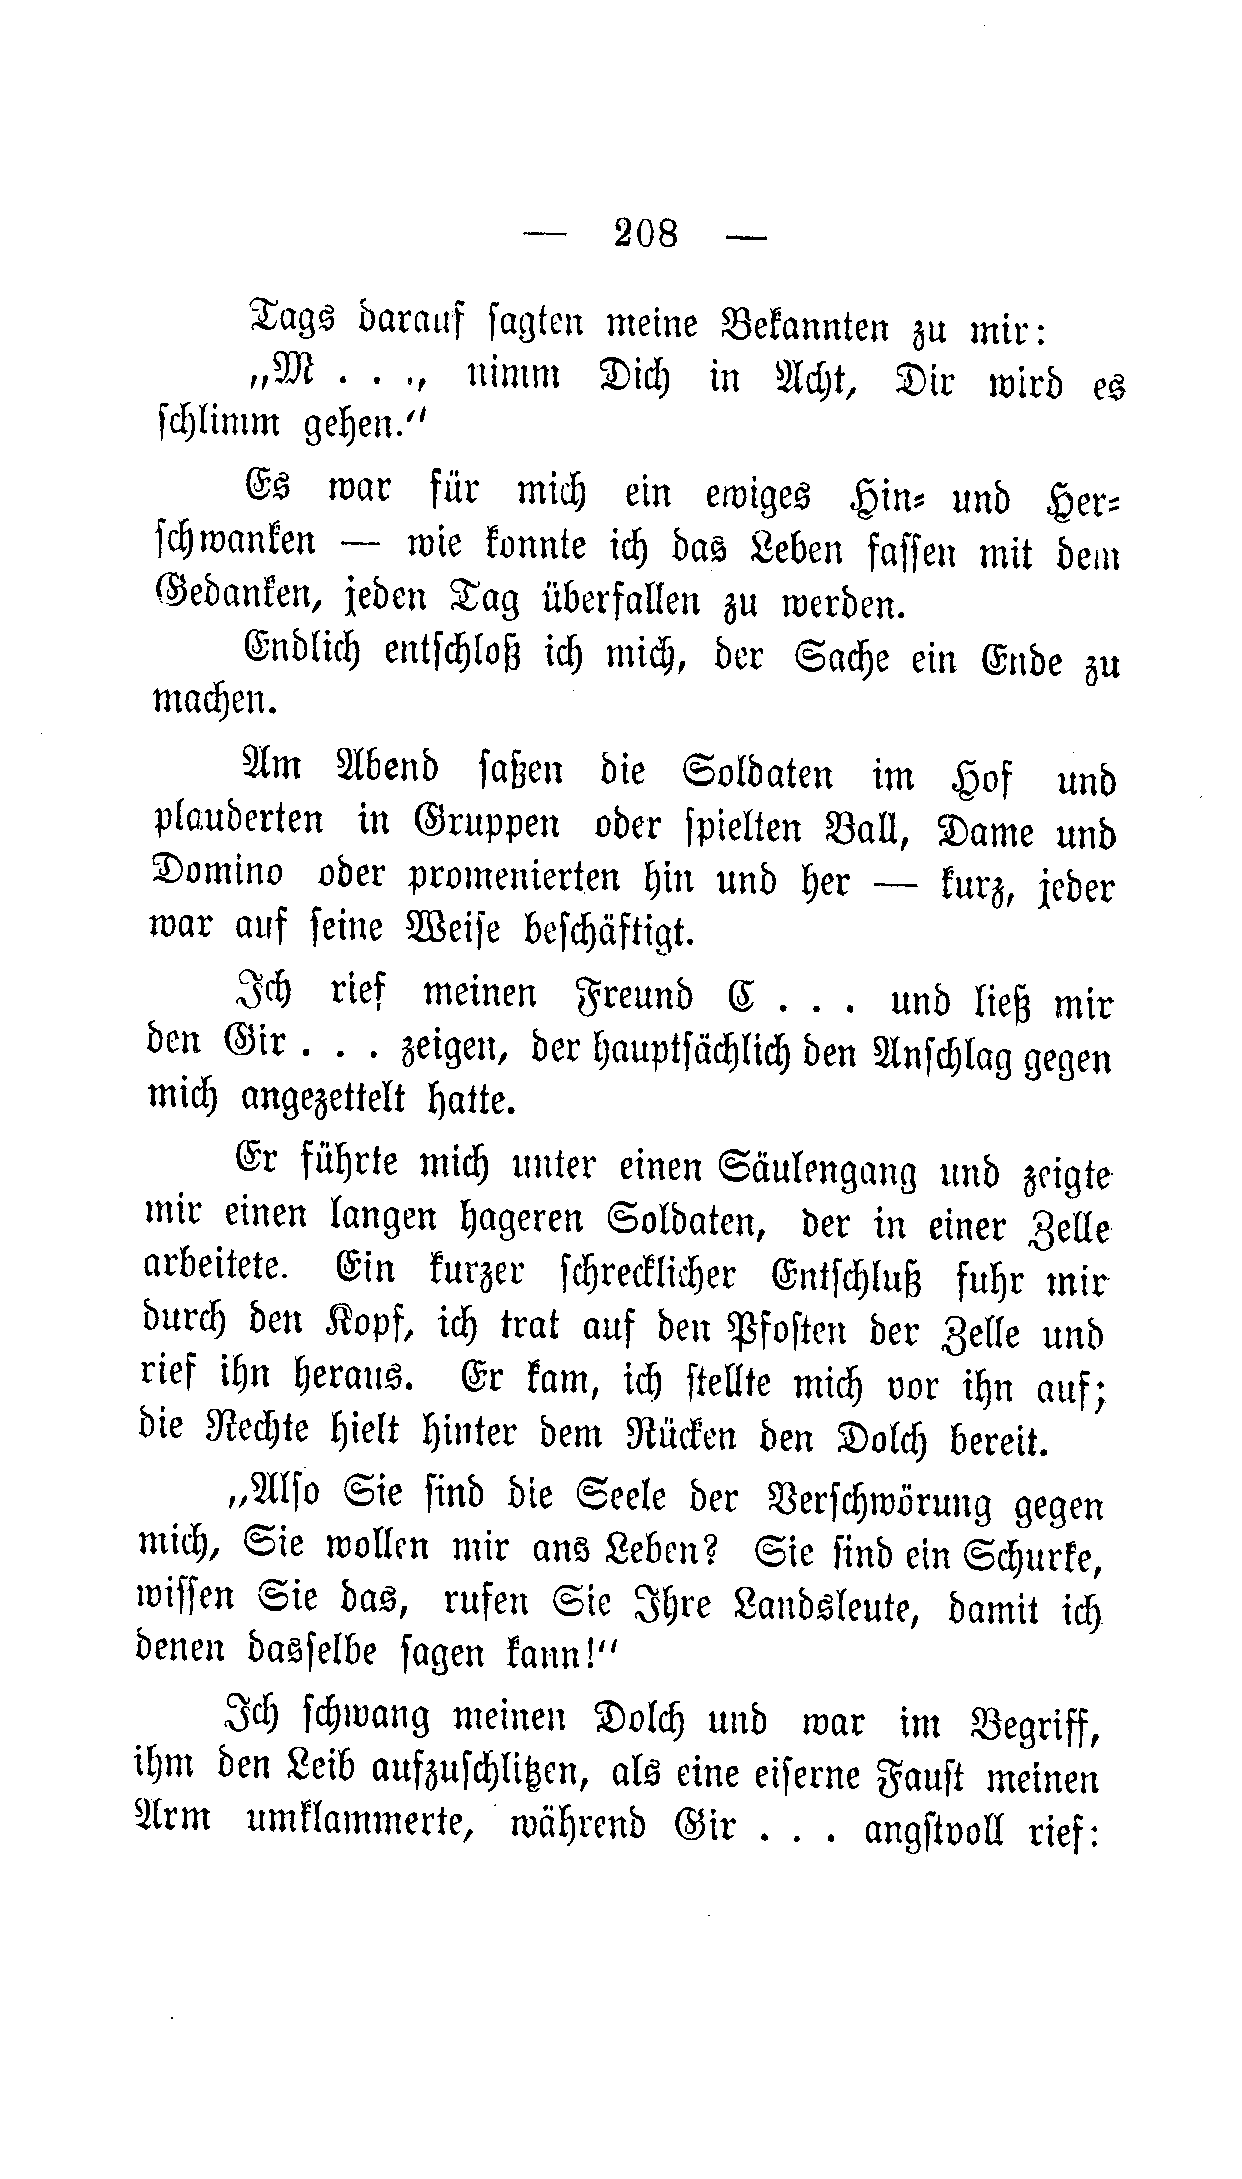 — 208 —
Tags darauf sagten meine Bekannten zu mir:
„M . . ., nimm Dich in Acht, Dir wird es
schlimm gehen.“
Es war für mich ein ewiges Hin= und Her=
schwanken — wie konnte ich das Leben fassen mit dem
Gedanken, jeden Tag überfallen zu werden.
Endlich entschloß ich mich, der Sache ein Ende zu
machen.
Am Abend saßen die Soldaten im Hof und
plauderten in Gruppen oder spielten Ball, Dame und
Domino oder promenierten hin und her — kurz, jeder
war auf seine Weise beschäftigt.
Ich rief meinen Freund C . . . und ließ mir
den Gir . . . zeigen, der hauptsächlich den Anschlag gegen
mich angezettelt hatte.
Er führte mich unter einen Säulengang und zeigte
mir einen langen hageren Soldaten, der in einer Zelle
arbeitete. Ein kurzer schrecklicher Entschluß fuhr mir
durch den Kopf, ich trat auf den Pfosten der Zelle und
rief ihn heraus. Er kam, ich stellte mich vor ihn auf;
die Rechte hielt hinter dem Rücken den Dolch bereit.
„Also Sie sind die Seele der Verschwörung gegen
mich, Sie wollen mir ans Leben? Sie sind ein Schurke,
wissen Sie das, rufen Sie Ihre Landsleute, damit ich
denen dasselbe sagen kann!“
Ich schwang meinen Dolch und war im Begriff,
ihm den Leib aufzuschlitzen, als eine eiserne Faust meinen
Arm umklammerte, während Gir . . . angstvoll rief: